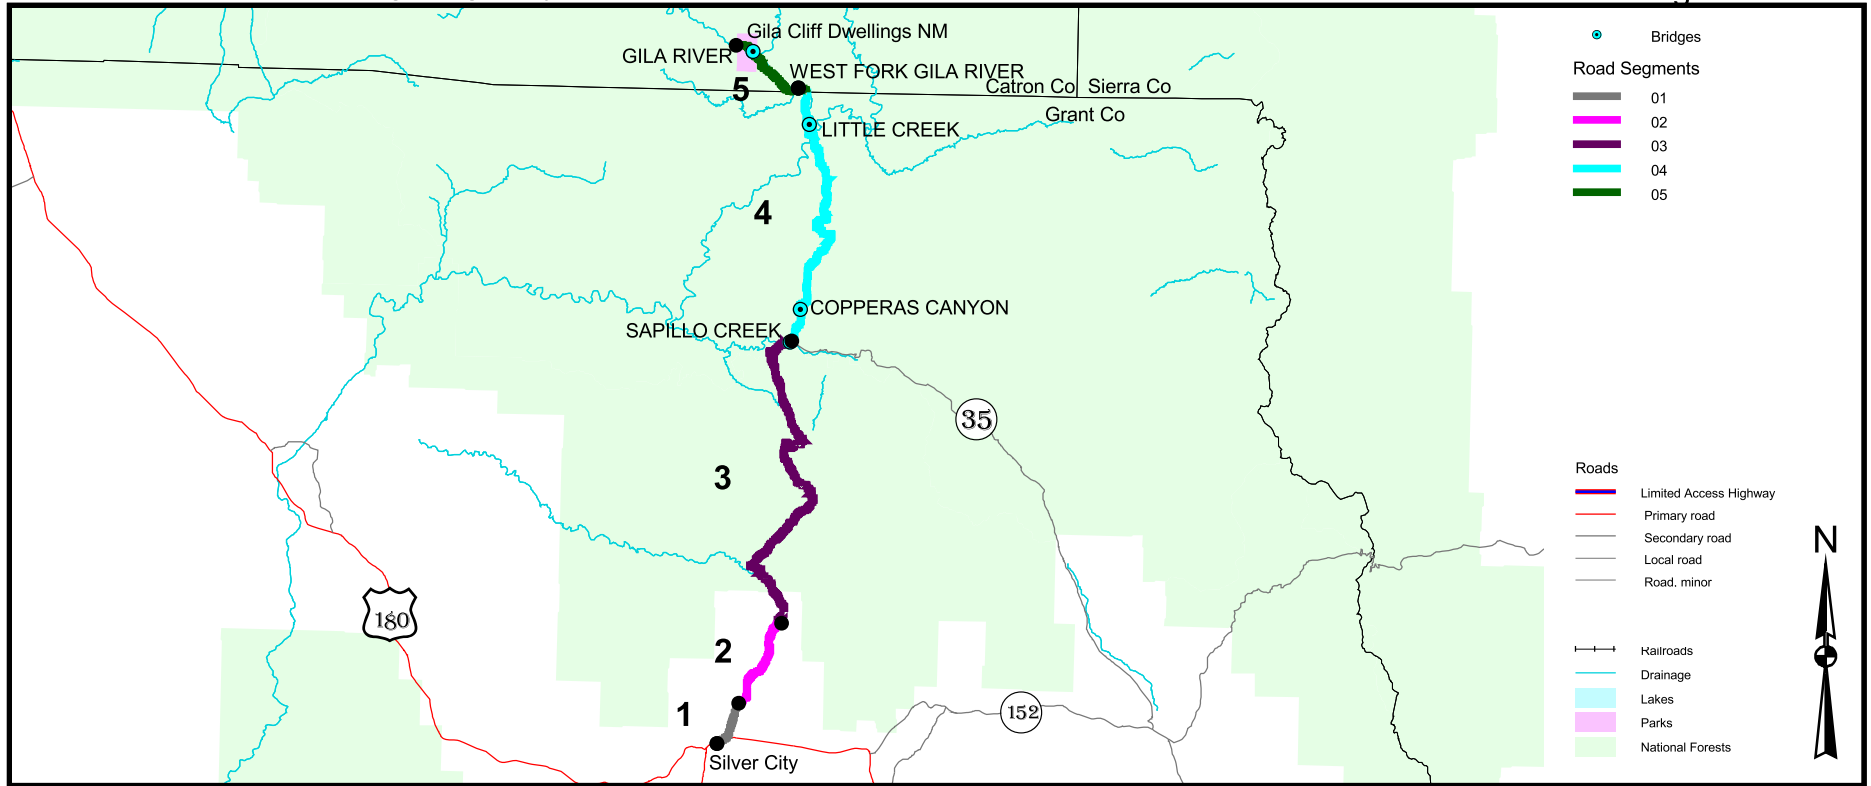 Gila Cliff Dwellings NM
GILA RIVER
WEST FORK GILA RIVER
5
Catron Co Sierra Co
Grant Co
LITTLE CREEK
4
COPPERAS CANYON
SAPILLO CREEK
35
3
180
2
1
152
Silver City
Bridges
Road Segments
01
02
03
04
05
Roads
Limited Access Highway
Primary road
Secondary road
Local road
Road, minor
N
Railroads
Drainage
Lakes
Parks
National Forests